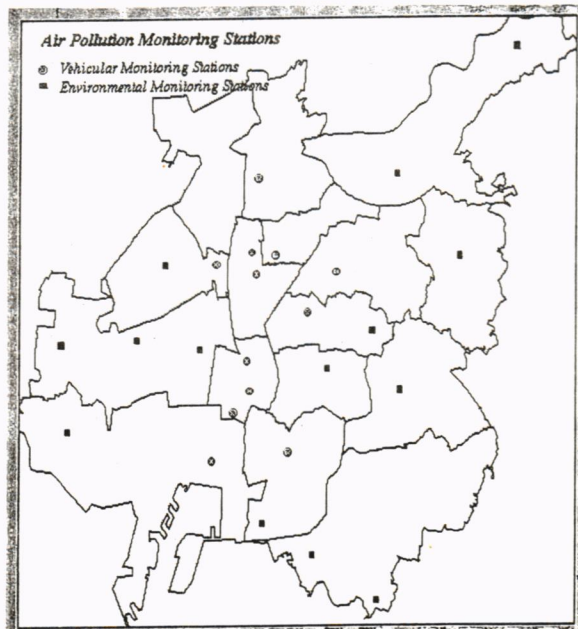 Air Pollution Monitoring Stations
Vehicular Monitoring Stations
Environmental Monitoring Stations